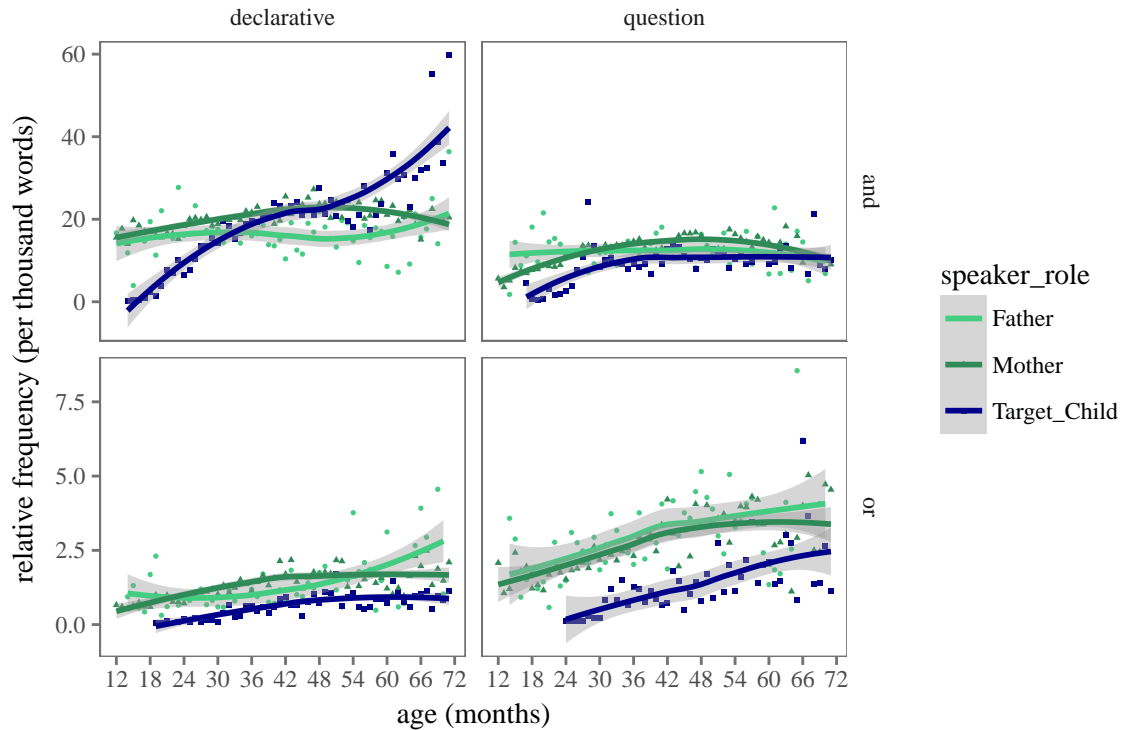 declarative question
60
40
20
0
and
7.5
5.0
2.5
0.0
or
relative frequency (per thousand words)
12 18 24 30 36 42 48 54 60 66 72 12 18 24 30 36 42 48 54 60 66 72
age (months)
speaker_role
Father
Mother
Target_Child